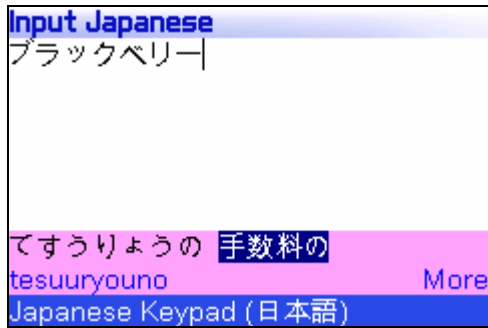 Input Japanese
ブラックベリー
てすうりょうの 手数料の
tesuuryouno More
Japanese Keypad (日本語)